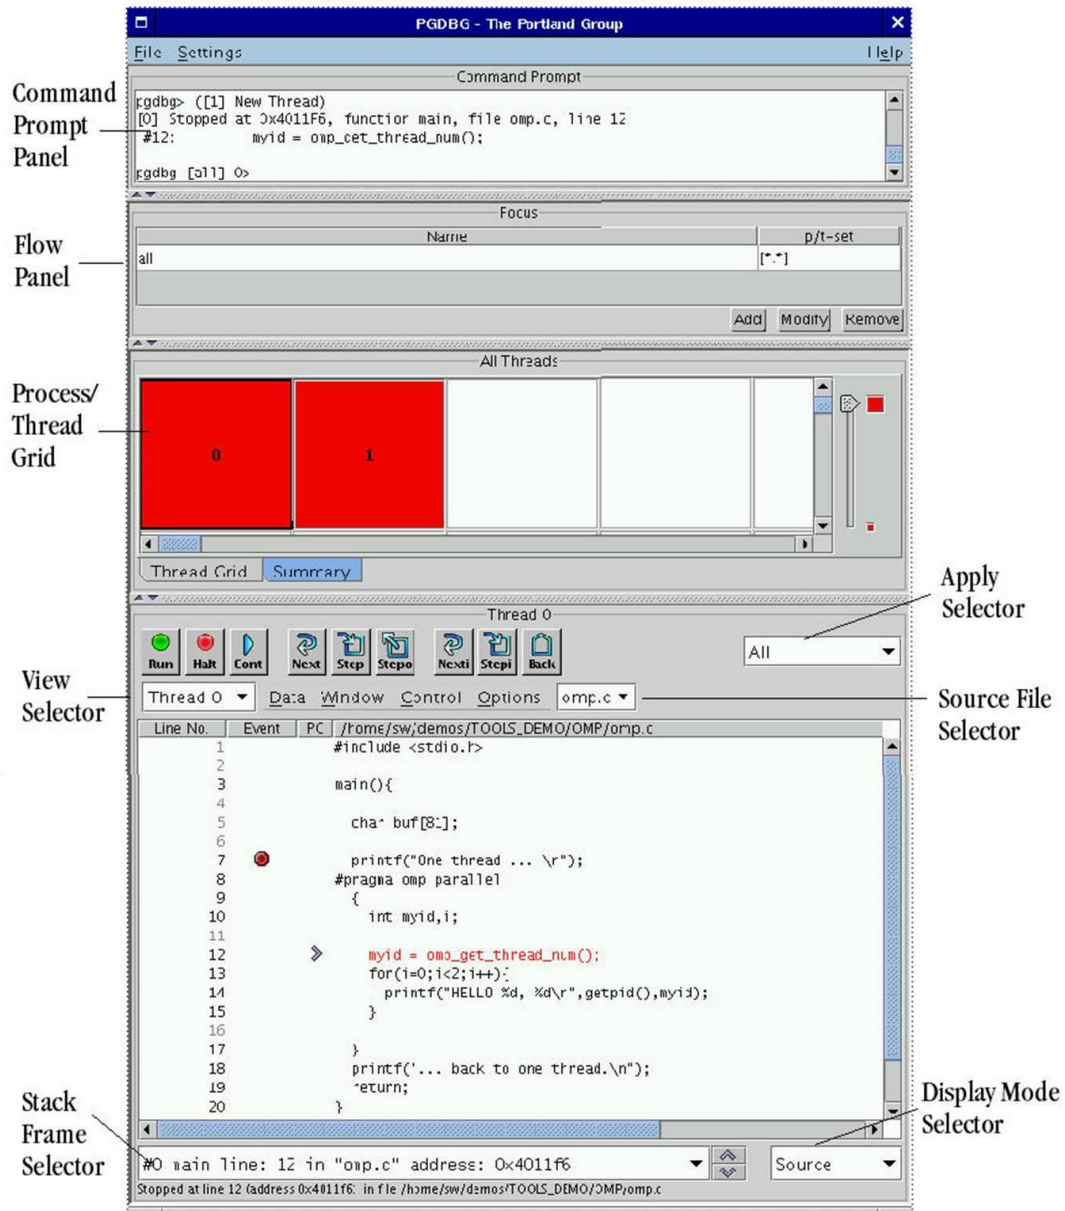 PGDBG - The Portland Group
File Settings Help
Command Prompt
pgdbg> ([1] New Thread)
[0] Stopped at 0x4011F6, function main, file omp.c, line 12
#12: myid = omp_get_thread_num();
pgdbg [all] 0>
Command
Prompt
Panel
Focus
Name p/t-set
all [*.*]
Add Modify Remove
Flow
Panel
All Threads
0 1
Thread Grid Summary
Process/
Thread
Grid
Thread 0
Run Halt Cont Next Step Stepo Nexti Stepi Back
All
Apply
Selector
Thread 0 Data Window Control Options omp.c
View
Selector
Source File
Selector
Line No. Event PC /home/sw/demos/TOOLS_DEMO/OMP/omp.c
1 #include <stdio.h>
2
3 main(){
4
5 char buf[81];
6
7 printf("One thread ... \r");
8 #pragma omp parallel
9 {
10 int myid,i;
11
12 myid = omp_get_thread_num();
13 for(i=0;i<2;i++){
14 printf("HELLO %d, %d\r",getpid(),myid);
15 }
16
17 }
18 printf("... back to one thread.\n");
19 return;
20 }
Stack
Frame
Selector
Display Mode
Selector
#0 main line: 12 in "omp.c" address: 0x4011f6
Source
Stopped at line 12 (address 0x4011f6) in file /home/sw/demos/TOOLS_DEMO/OMP/omp.c